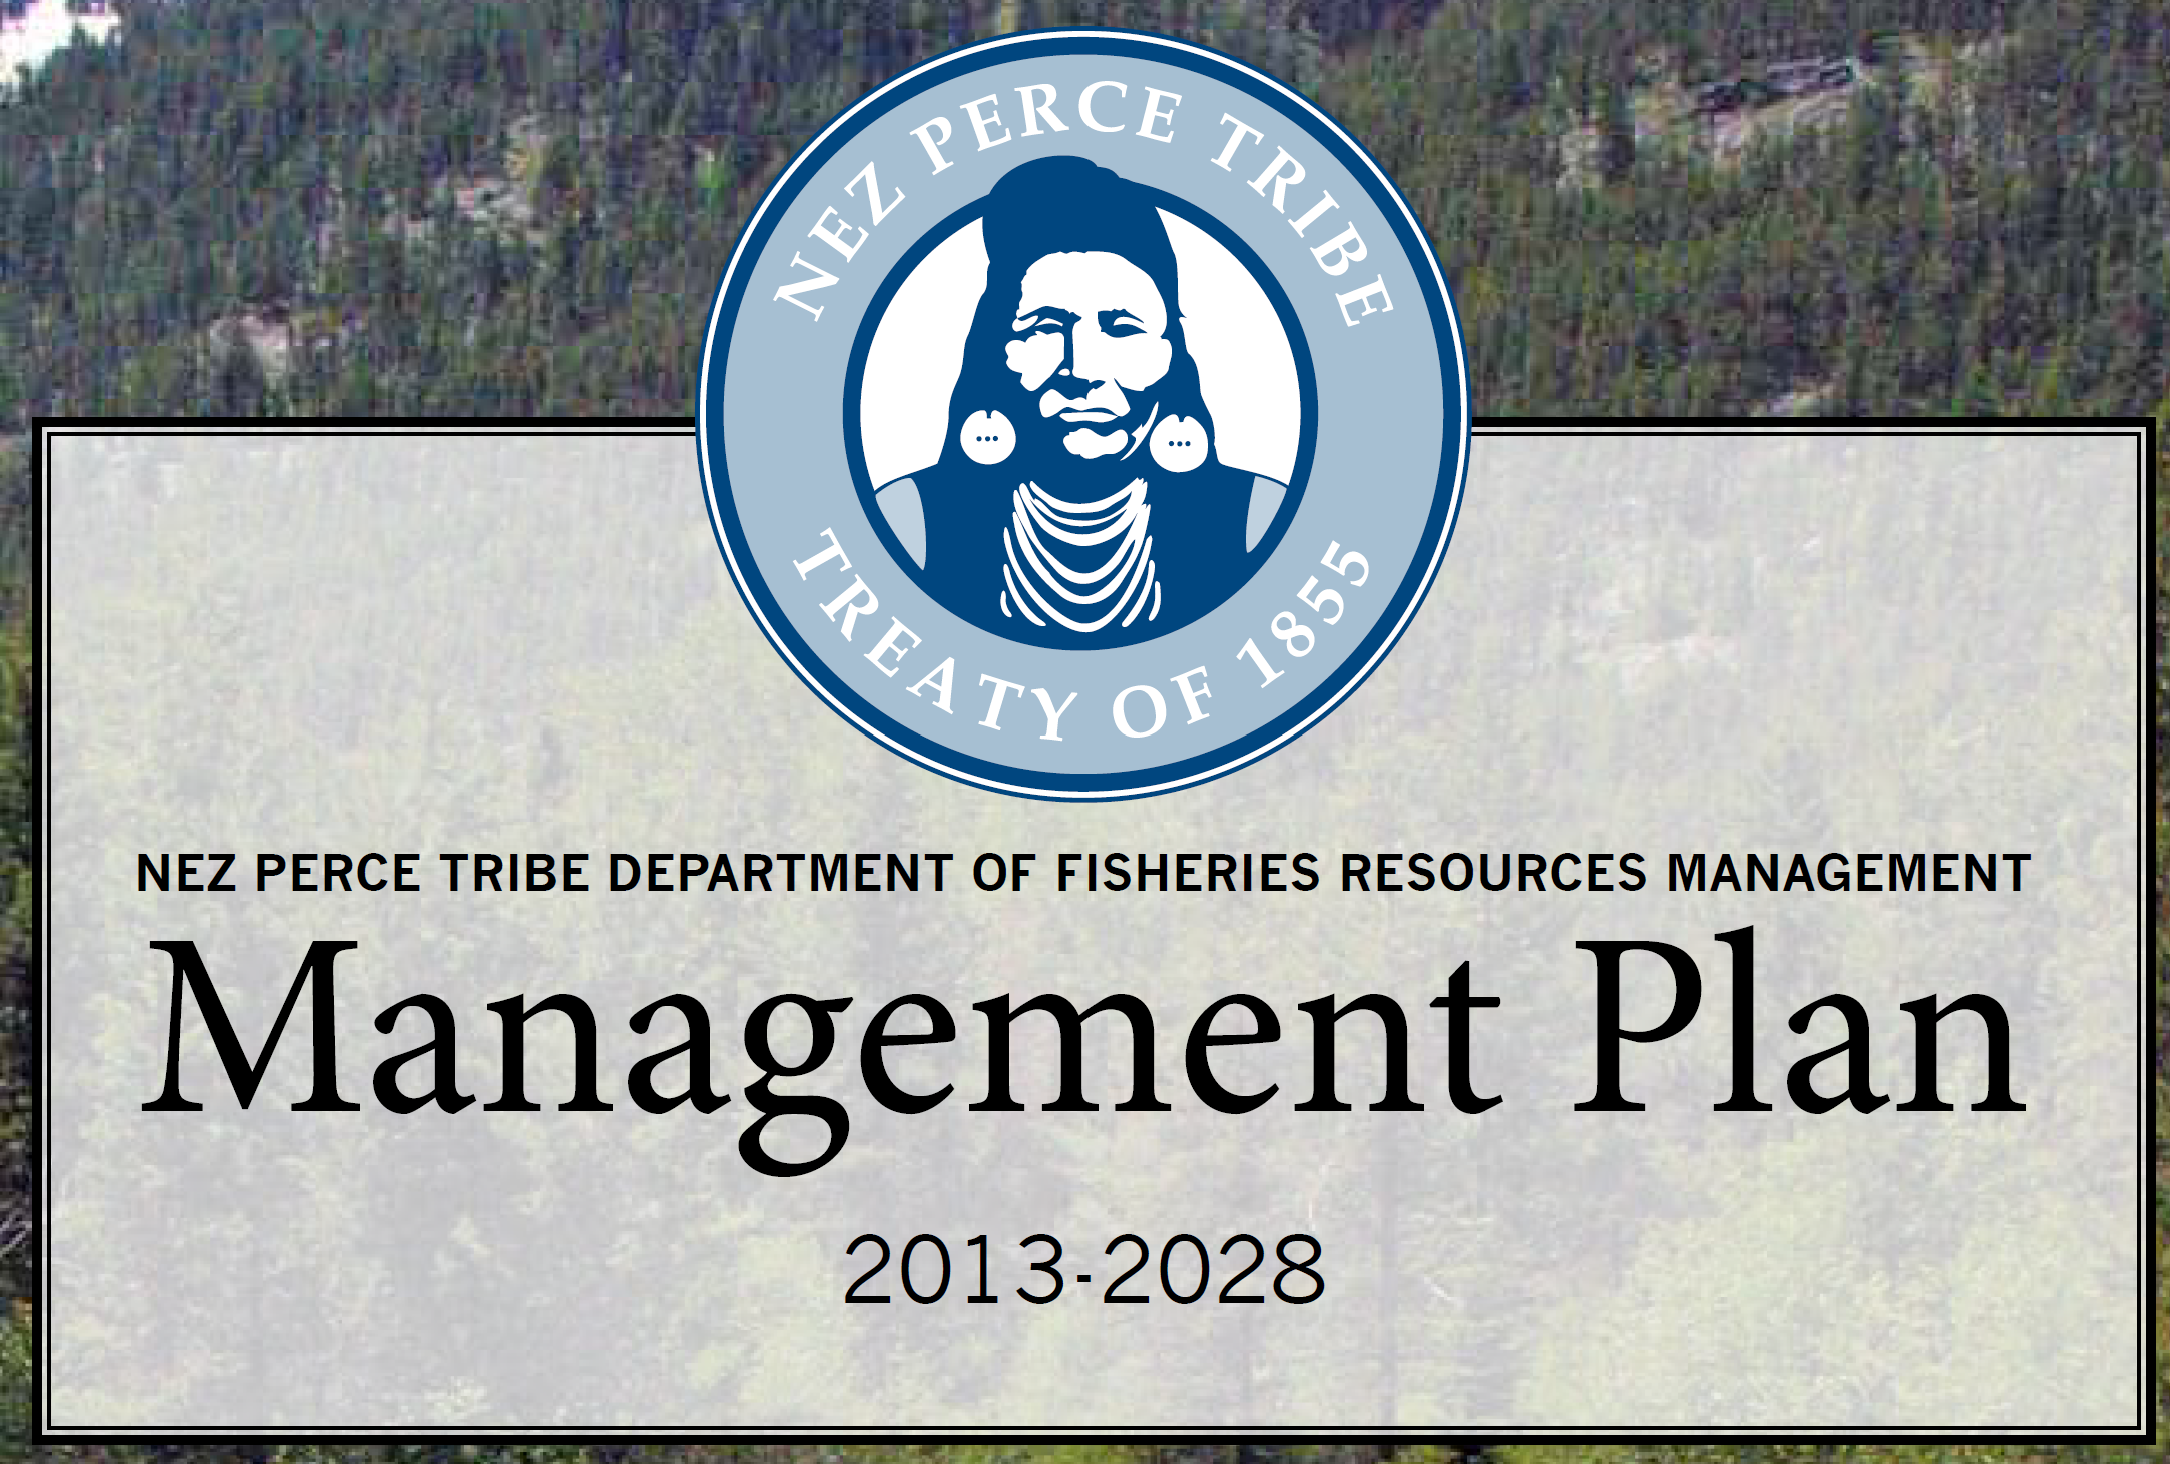 NEZ PERCE TRIBE
TREATY OF 1855
NEZ PERCE TRIBE DEPARTMENT OF FISHERIES RESOURCES MANAGEMENT
Management Plan
2013-2028